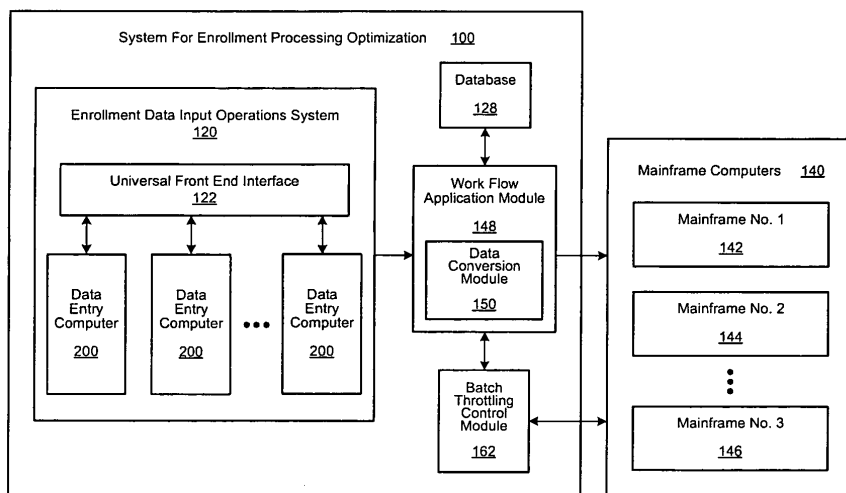 System For Enrollment Processing Optimization 100
Enrollment Data Input Operations System
120
Universal Front End Interface
122
Data
Entry
Computer
200
Data
Entry
Computer
200
Data
Entry
Computer
200
Database
128
Work Flow
Application Module
148
Data
Conversion
Module
150
Batch
Throttling
Control
Module
162
Mainframe Computers 140
Mainframe No. 1
142
Mainframe No. 2
144
Mainframe No. 3
146